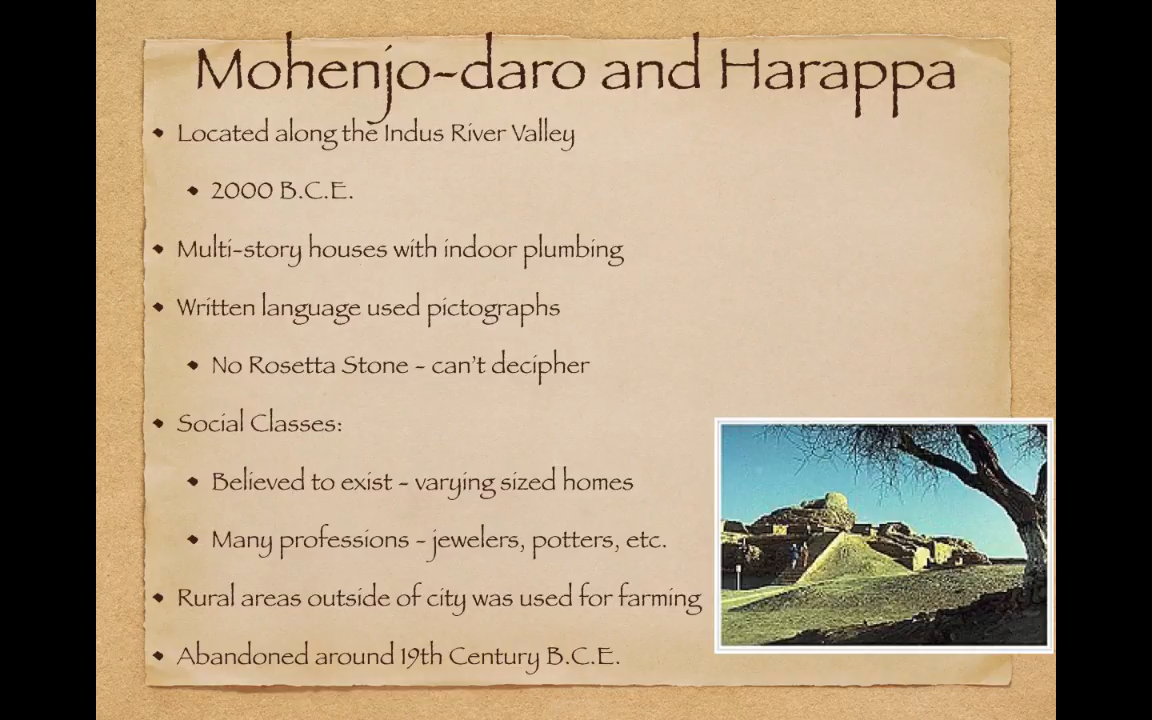 Mohenjo-daro and Harappa
• Located along the Indus River Valley
• 2000 B.C.E.
• Multi-story houses with indoor plumbing
• Written language used pictographs
• No Rosetta Stone - can't decipher
• Social Classes:
• Believed to exist - varying sized homes
• Many professions - jewelers, potters, etc.
• Rural areas outside of city was used for farming
• Abandoned around 19th Century B.C.E.